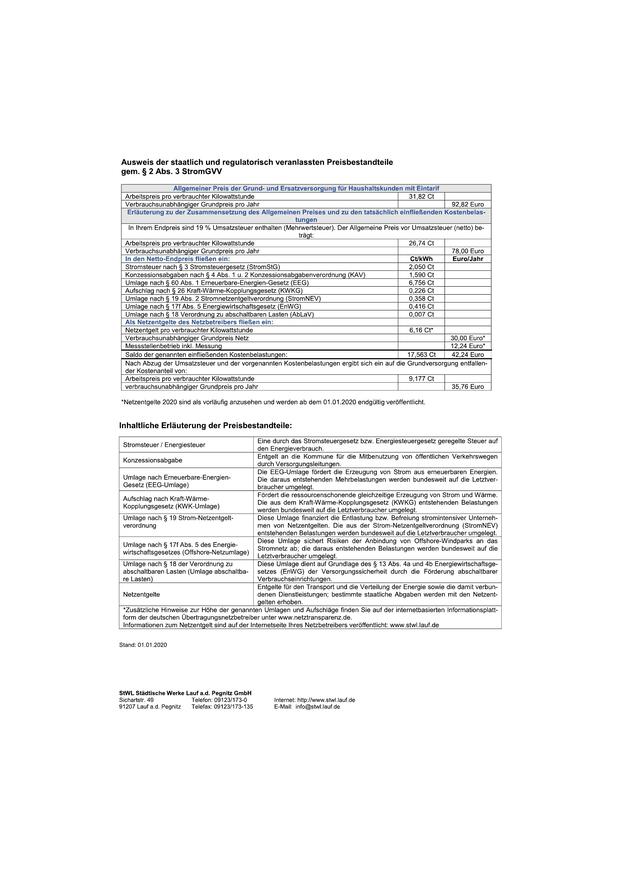 Ausweis der staatlich und regulatorisch veranlassten Preisbestandteile
gem. § 2 Abs. 3 StromGVV
Allgemeiner Preis der Grund- und Ersatzversorgung für Haushaltskunden mit Eintarif
Arbeitspreis pro verbrauchter Kilowattstunde 31,82 Ct
Verbrauchsunabhängiger Grundpreis pro Jahr 92,82 Euro
Erläuterung zu der Zusammensetzung des Allgemeinen Preises und zu den tatsächlich einfließenden Kostenbelas-
tungen
In Ihrem Endpreis sind 19 % Umsatzsteuer enthalten (Mehrwertsteuer). Der Allgemeine Preis vor Umsatzsteuer (netto) be-
trägt:
Arbeitspreis pro verbrauchter Kilowattstunde 26,74 Ct
Verbrauchsunabhängiger Grundpreis pro Jahr 78,00 Euro
In den Netto-Endpreis fließen ein: Ct/kWh Euro/Jahr
Stromsteuer nach § 3 Stromsteuergesetz (StromStG) 2,050 Ct
Konzessionsabgaben nach § 4 Abs. 1 u. 2 Konzessionsabgabenverordnung (KAV) 1,590 Ct
Umlage nach § 60 Abs. 1 Erneuerbare-Energien-Gesetz (EEG) 6,756 Ct
Aufschlag nach § 26 Kraft-Wärme-Kopplungsgesetz (KWKG) 0,226 Ct
Umlage nach § 19 Abs. 2 Stromnetzentgeltverordnung (StromNEV) 0,358 Ct
Umlage nach § 17f Abs. 5 Energiewirtschaftsgesetz (EnWG) 0,416 Ct
Umlage nach § 18 Verordnung zu abschaltbaren Lasten (AbLaV) 0,007 Ct
Als Netzentgelte des Netzbetreibers fließen ein:
Netzentgelt pro verbrauchter Kilowattstunde 6,16 Ct*
Verbrauchsunabhängiger Grundpreis Netz 30,00 Euro*
Messstellenbetrieb inkl. Messung 12,24 Euro*
Saldo der genannten einfließenden Kostenbelastungen: 17,563 Ct 42,24 Euro
Nach Abzug der Umsatzsteuer und der vorgenannten Kostenbelastungen ergibt sich ein auf die Grundversorgung entfallen-
der Kostenanteil von:
Arbeitspreis pro verbrauchter Kilowattstunde 9,177 Ct
verbrauchsunabhängiger Grundpreis pro Jahr 35,76 Euro
*Netzentgelte 2020 sind als vorläufig anzusehen und werden ab dem 01.01.2020 endgültig veröffentlicht.
Inhaltliche Erläuterung der Preisbestandteile:
Stromsteuer / Energiesteuer
Eine durch das Stromsteuergesetz bzw. Energiesteuergesetz geregelte Steuer auf
den Energieverbrauch.
Konzessionsabgabe
Entgelt an die Kommune für die Mitbenutzung von öffentlichen Verkehrswegen
durch Versorgungsleitungen.
Umlage nach Erneuerbare-Energien-
Gesetz (EEG-Umlage)
Die EEG-Umlage fördert die Erzeugung von Strom aus erneuerbaren Energien.
Die daraus entstehenden Mehrbelastungen werden bundesweit auf die Letztver-
braucher umgelegt.
Aufschlag nach Kraft-Wärme-
Kopplungsgesetz (KWK-Umlage)
Fördert die ressourcenschonende gleichzeitige Erzeugung von Strom und Wärme.
Die aus dem Kraft-Wärme-Kopplungsgesetz (KWKG) entstehenden Belastungen
werden bundesweit auf die Letztverbraucher umgelegt.
Umlage nach § 19 Strom-Netzentgelt-
verordnung
Diese Umlage finanziert die Entlastung bzw. Befreiung stromintensiver Unterneh-
men von Netzentgelten. Die aus der Strom-Netzentgeltverordnung (StromNEV)
entstehenden Belastungen werden bundesweit auf die Letztverbraucher umgelegt.
Umlage nach § 17f Abs. 5 des Energie-
wirtschaftsgesetzes (Offshore-Netzumlage)
Diese Umlage sichert Risiken der Anbindung von Offshore-Windparks an das
Stromnetz ab; die daraus entstehenden Belastungen werden bundesweit auf die
Letztverbraucher umgelegt.
Umlage nach § 18 der Verordnung zu
abschaltbaren Lasten (Umlage abschaltba-
re Lasten)
Diese Umlage dient auf Grundlage des § 13 Abs. 4a und 4b Energiewirtschaftsge-
setzes (EnWG) der Versorgungssicherheit durch die Förderung abschaltbarer
Verbrauchseinrichtungen.
Netzentgelte
Entgelte für den Transport und die Verteilung der Energie sowie die damit verbun-
denen Dienstleistungen; bestimmte staatliche Abgaben werden mit den Netzent-
gelten erhoben.
*Zusätzliche Hinweise zur Höhe der genannten Umlagen und Aufschläge finden Sie auf der internetbasierten Informationsplatt-
form der deutschen Übertragungsnetzbetreiber unter www.netztransparenz.de.
Informationen zum Netzentgelt sind auf der Internetseite Ihres Netzbetreibers veröffentlicht: www.stwl.lauf.de
Stand: 01.01.2020
StWL Städtische Werke Lauf a.d. Pegnitz GmbH
Sichartstr. 49 Telefon: 09123/173-0 Internet: http://www.stwl.lauf.de
91207 Lauf a.d. Pegnitz Telefax: 09123/173-135 E-Mail: info@stwl.lauf.de